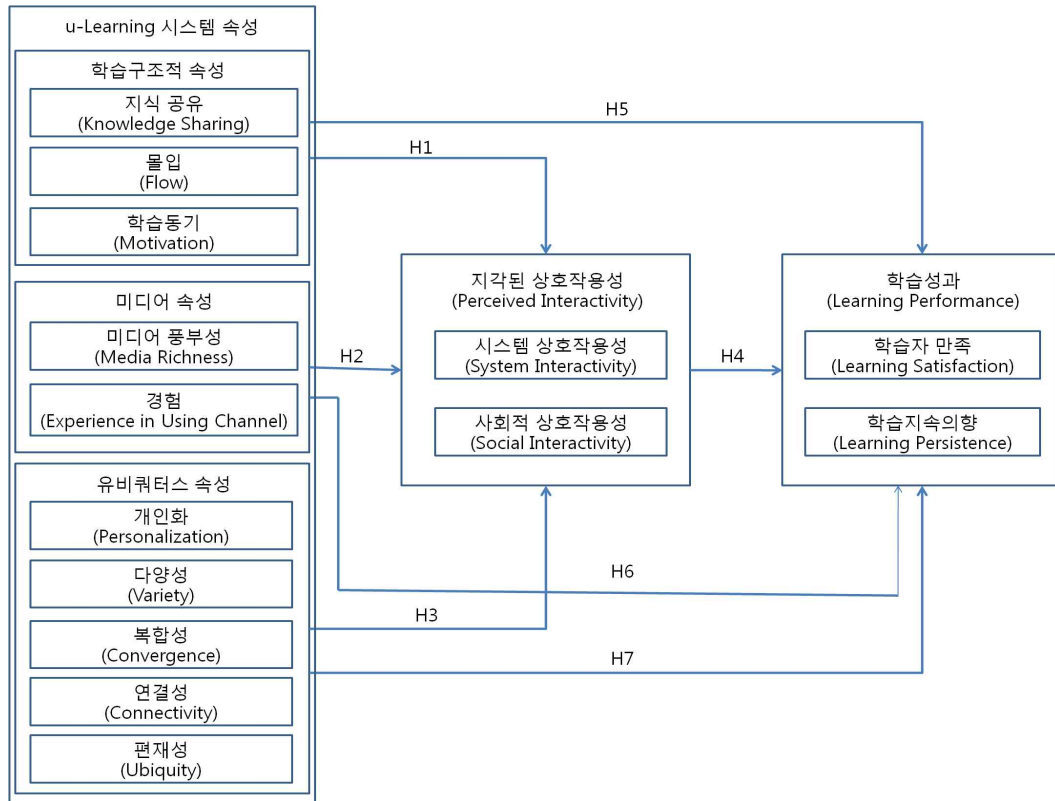 u-Learning 시스템 속성
학습구조적 속성
지식 공유
(Knowledge Sharing)
몰입
(Flow)
학습동기
(Motivation)
미디어 속성
미디어 풍부성
(Media Richness)
경험
(Experience in Using Channel)
유비쿼터스 속성
개인화
(Personalization)
다양성
(Variety)
복합성
(Convergence)
연결성
(Connectivity)
편재성
(Ubiquity)
H5
H1
H2
지각된 상호작용성
(Perceived Interactivity)
시스템 상호작용성
(System Interactivity)
사회적 상호작용성
(Social Interactivity)
H4
학습성과
(Learning Performance)
학습자 만족
(Learning Satisfaction)
학습지속의향
(Learning Persistence)
H6
H3
H7